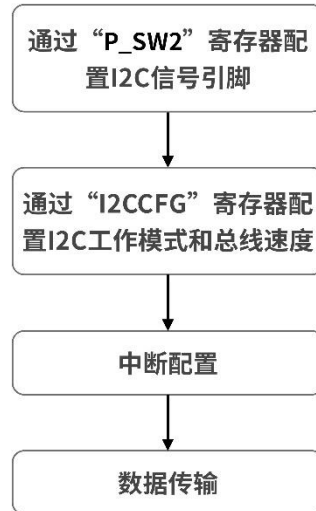 通过“P_SW2”寄存器配
置I2C信号引脚
通过“I2CCFG”寄存器配
置I2C工作模式和总线速度
中断配置
数据传输